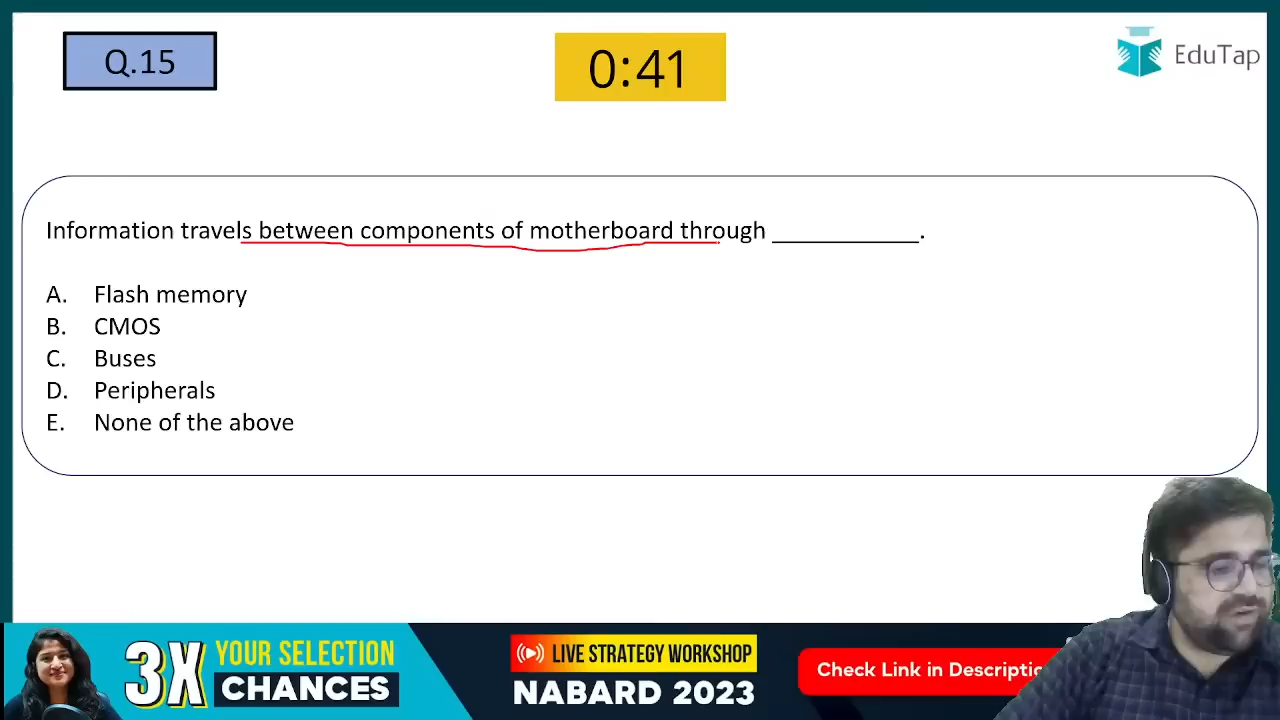 Q.15
0:41
EduTap
Information travels between components of motherboard through ___________.
A. Flash memory
B. CMOS
C. Buses
D. Peripherals
E. None of the above
3X
YOUR SELECTION
CHANCES
LIVE STRATEGY WORKSHOP
NABARD 2023
Check Link in Descriptio